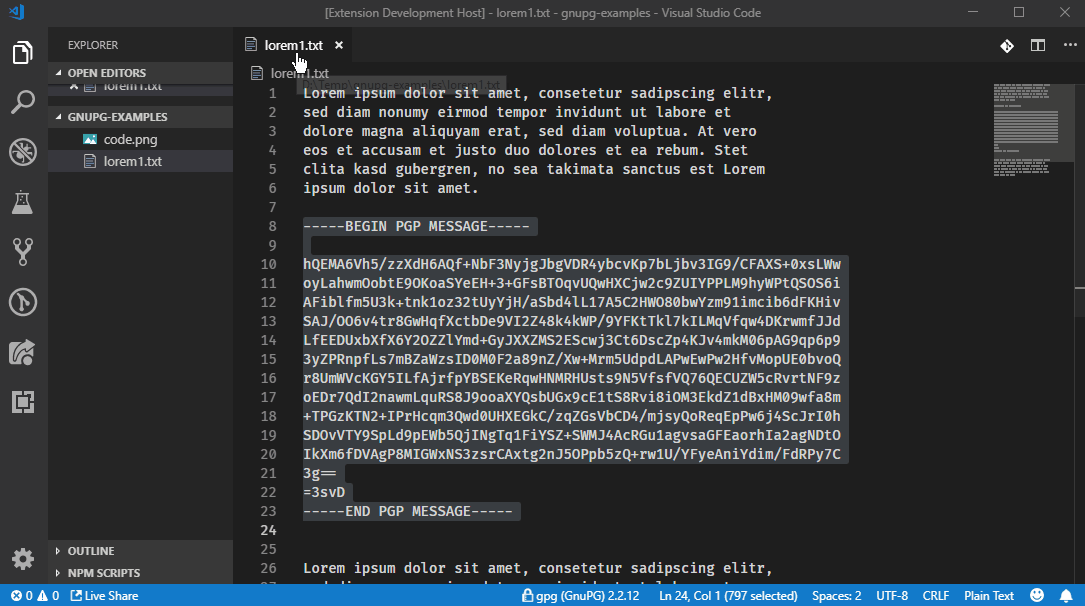 [Extension Development Host] - lorem1.txt - gnupg-examples - Visual Studio Code
EXPLORER
OPEN EDITORS
lorem1.txt
GNUPG-EXAMPLES
code.png
lorem1.txt
OUTLINE
NPM SCRIPTS
lorem1.txt
lorem1.txt
1 Lorem ipsum dolor sit amet, consetetur sadipscing elitr,
2 sed diam nonumy eirmod tempor invidunt ut labore et
3 dolore magna aliquyam erat, sed diam voluptua. At vero
4 eos et accusam et justo duo dolores et ea rebum. Stet
5 clita kasd gubergren, no sea takimata sanctus est Lorem
6 ipsum dolor sit amet.
7
8 -----BEGIN PGP MESSAGE-----
9
10 hQEMA6Vh5/zzXdH6AQf+NbF3NyjgJbgVDR4ybcvKp7bLjbv3IG9/CFAXS+0xsLWw
11 oyLahwmOobtE9OKoaSYeEH+3+GFsBTOqvUQwHXCjw2c9ZUIYPPLM9hyWPtQSOS6i
12 AFiblfm5U3k+tnk1oz32tUyYjH/aSbd4lL17A5C2HWO80bwYzm91imcib6dFKHiv
13 SAJ/OO6v4tr8GwHqfXctbDe9VI2Z48k4kWP/9YFKtTkl7kILMqVfqw4DKrwmfJJd
14 LfEEDUxbXfX6Y2OZZlYmd+GyJXXZMS2EScwj3Ct6DscZp4KJv4mkM06pAG9qp6p9
15 3yZPRnpfLs7mBZaWzsID0M0F2a89nZ/Xw+Mrm5UdpdLAPwEwPw2HfvMopUE0bvoQ
16 r8UmWVcKGY5ILfAjrfpYBSEKeRqwHNMRHUsts9N5VfsfVQ76QECUZW5cRvrtNF9z
17 oEDr7QdI2nawmLquRS8J9ooaXYQsbUGx9cE1tS8Rvi8iOM3EkdZ1dBxHM09wfa8m
18 +TPGzKTN2+IPrHcqm3Qwd0UHXEGkC/zqZGsVbCD4/mjsyQoReqEpPw6j4ScJrI0h
19 SDOvVTY9SpLd9pEWb5QjINgTq1FiYSZ+SWMJ4AcRGu1agvsaGFEaorhIa2agNDtO
20 IkXm6fDVAgP8MIGWxNS3zsrCAxtg2nJ5OPpb5zQ+rw1U/YFyeAniYdim/FdRPy7C
21 3g==
22 =3svD
23 -----END PGP MESSAGE-----
24
25
26 Lorem ipsum dolor sit amet, consetetur sadipscing elitr,
0 0 Live Share gpg (GnuPG) 2.2.12 Ln 24, Col 1 (797 selected) Spaces: 2 UTF-8 CRLF Plain Text